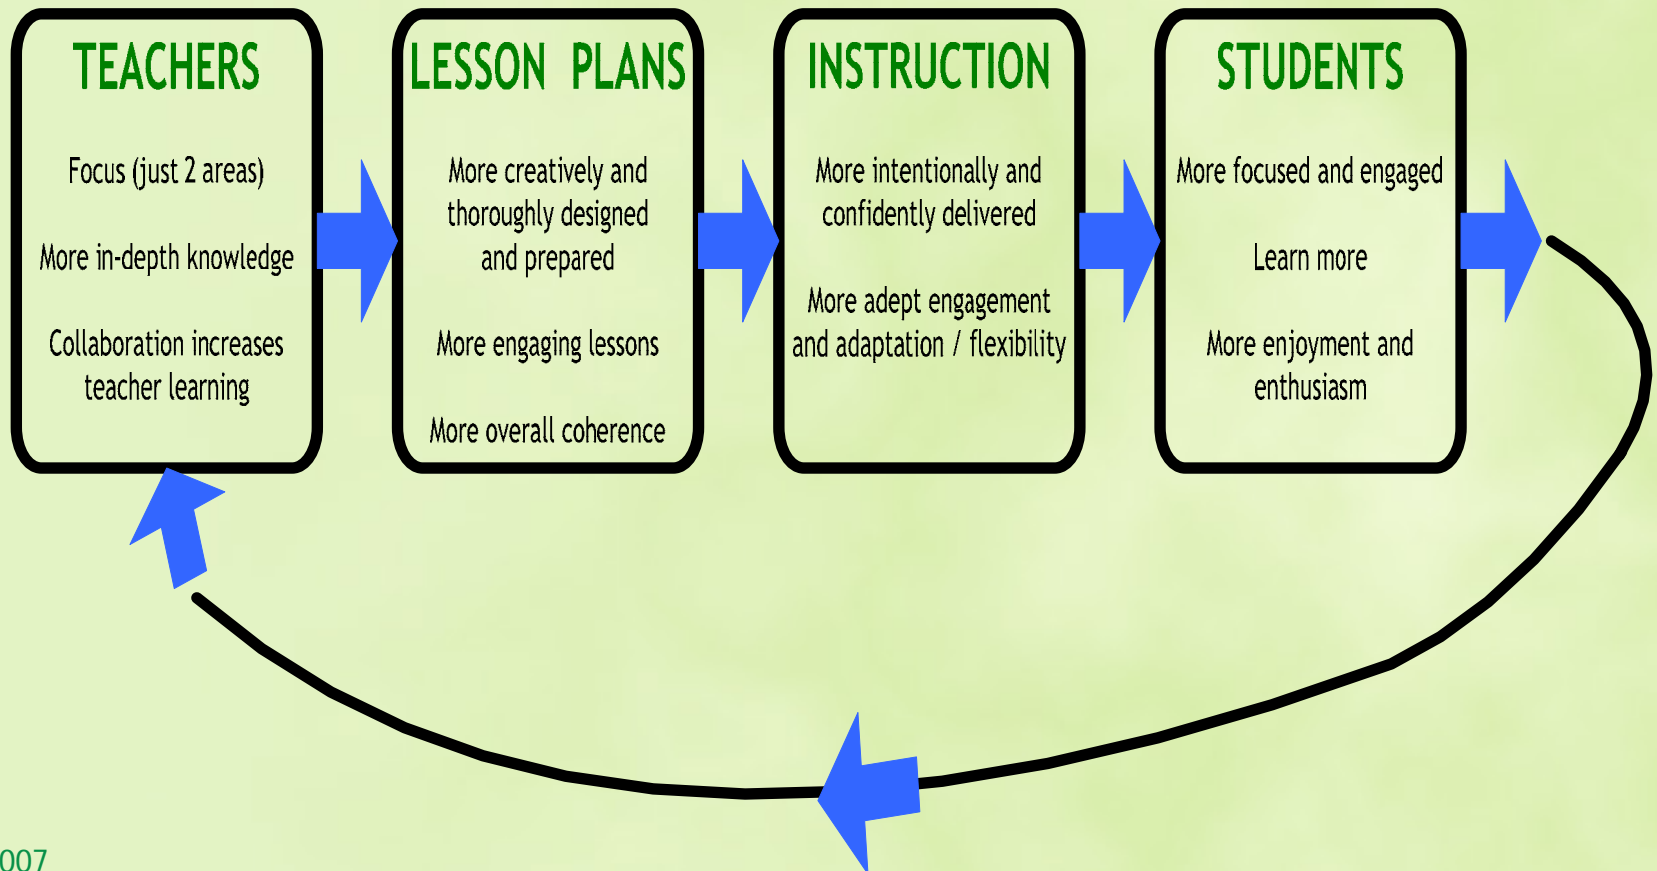 TEACHERS
Focus (just 2 areas)
More in-depth knowledge
Collaboration increases
teacher learning
LESSON PLANS
More creatively and
thoroughly designed
and prepared
More engaging lessons
More overall coherence
INSTRUCTION
More intentionally and
confidently delivered
More adept engagement
and adaptation / flexibility
STUDENTS
More focused and engaged
Learn more
More enjoyment and
enthusiasm
007